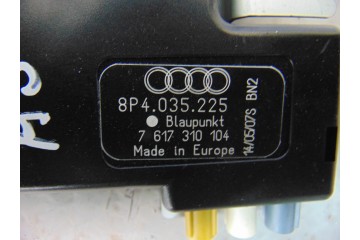 8P4.035.225
Blaupunkt
7 617 310 104
Made in Europe
14/05/07S BN2